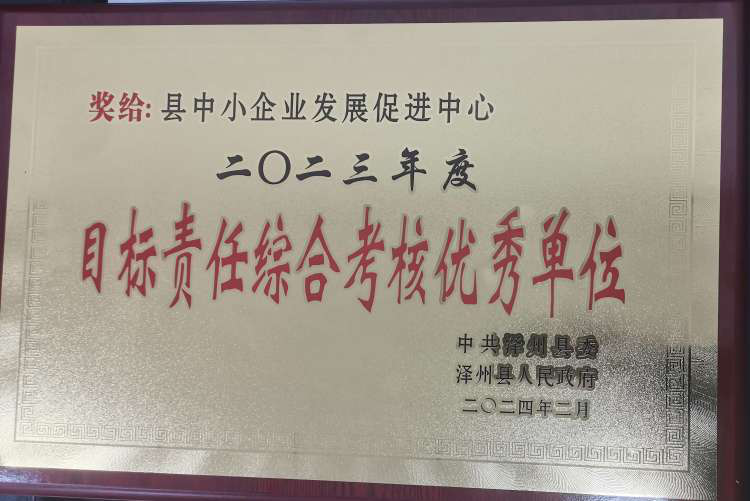 奖给:县中小企业发展促进中心
二〇二三年度
目标责任综合考核优秀单位
中共泽州县委
泽州县人民政府
二〇二四年二月